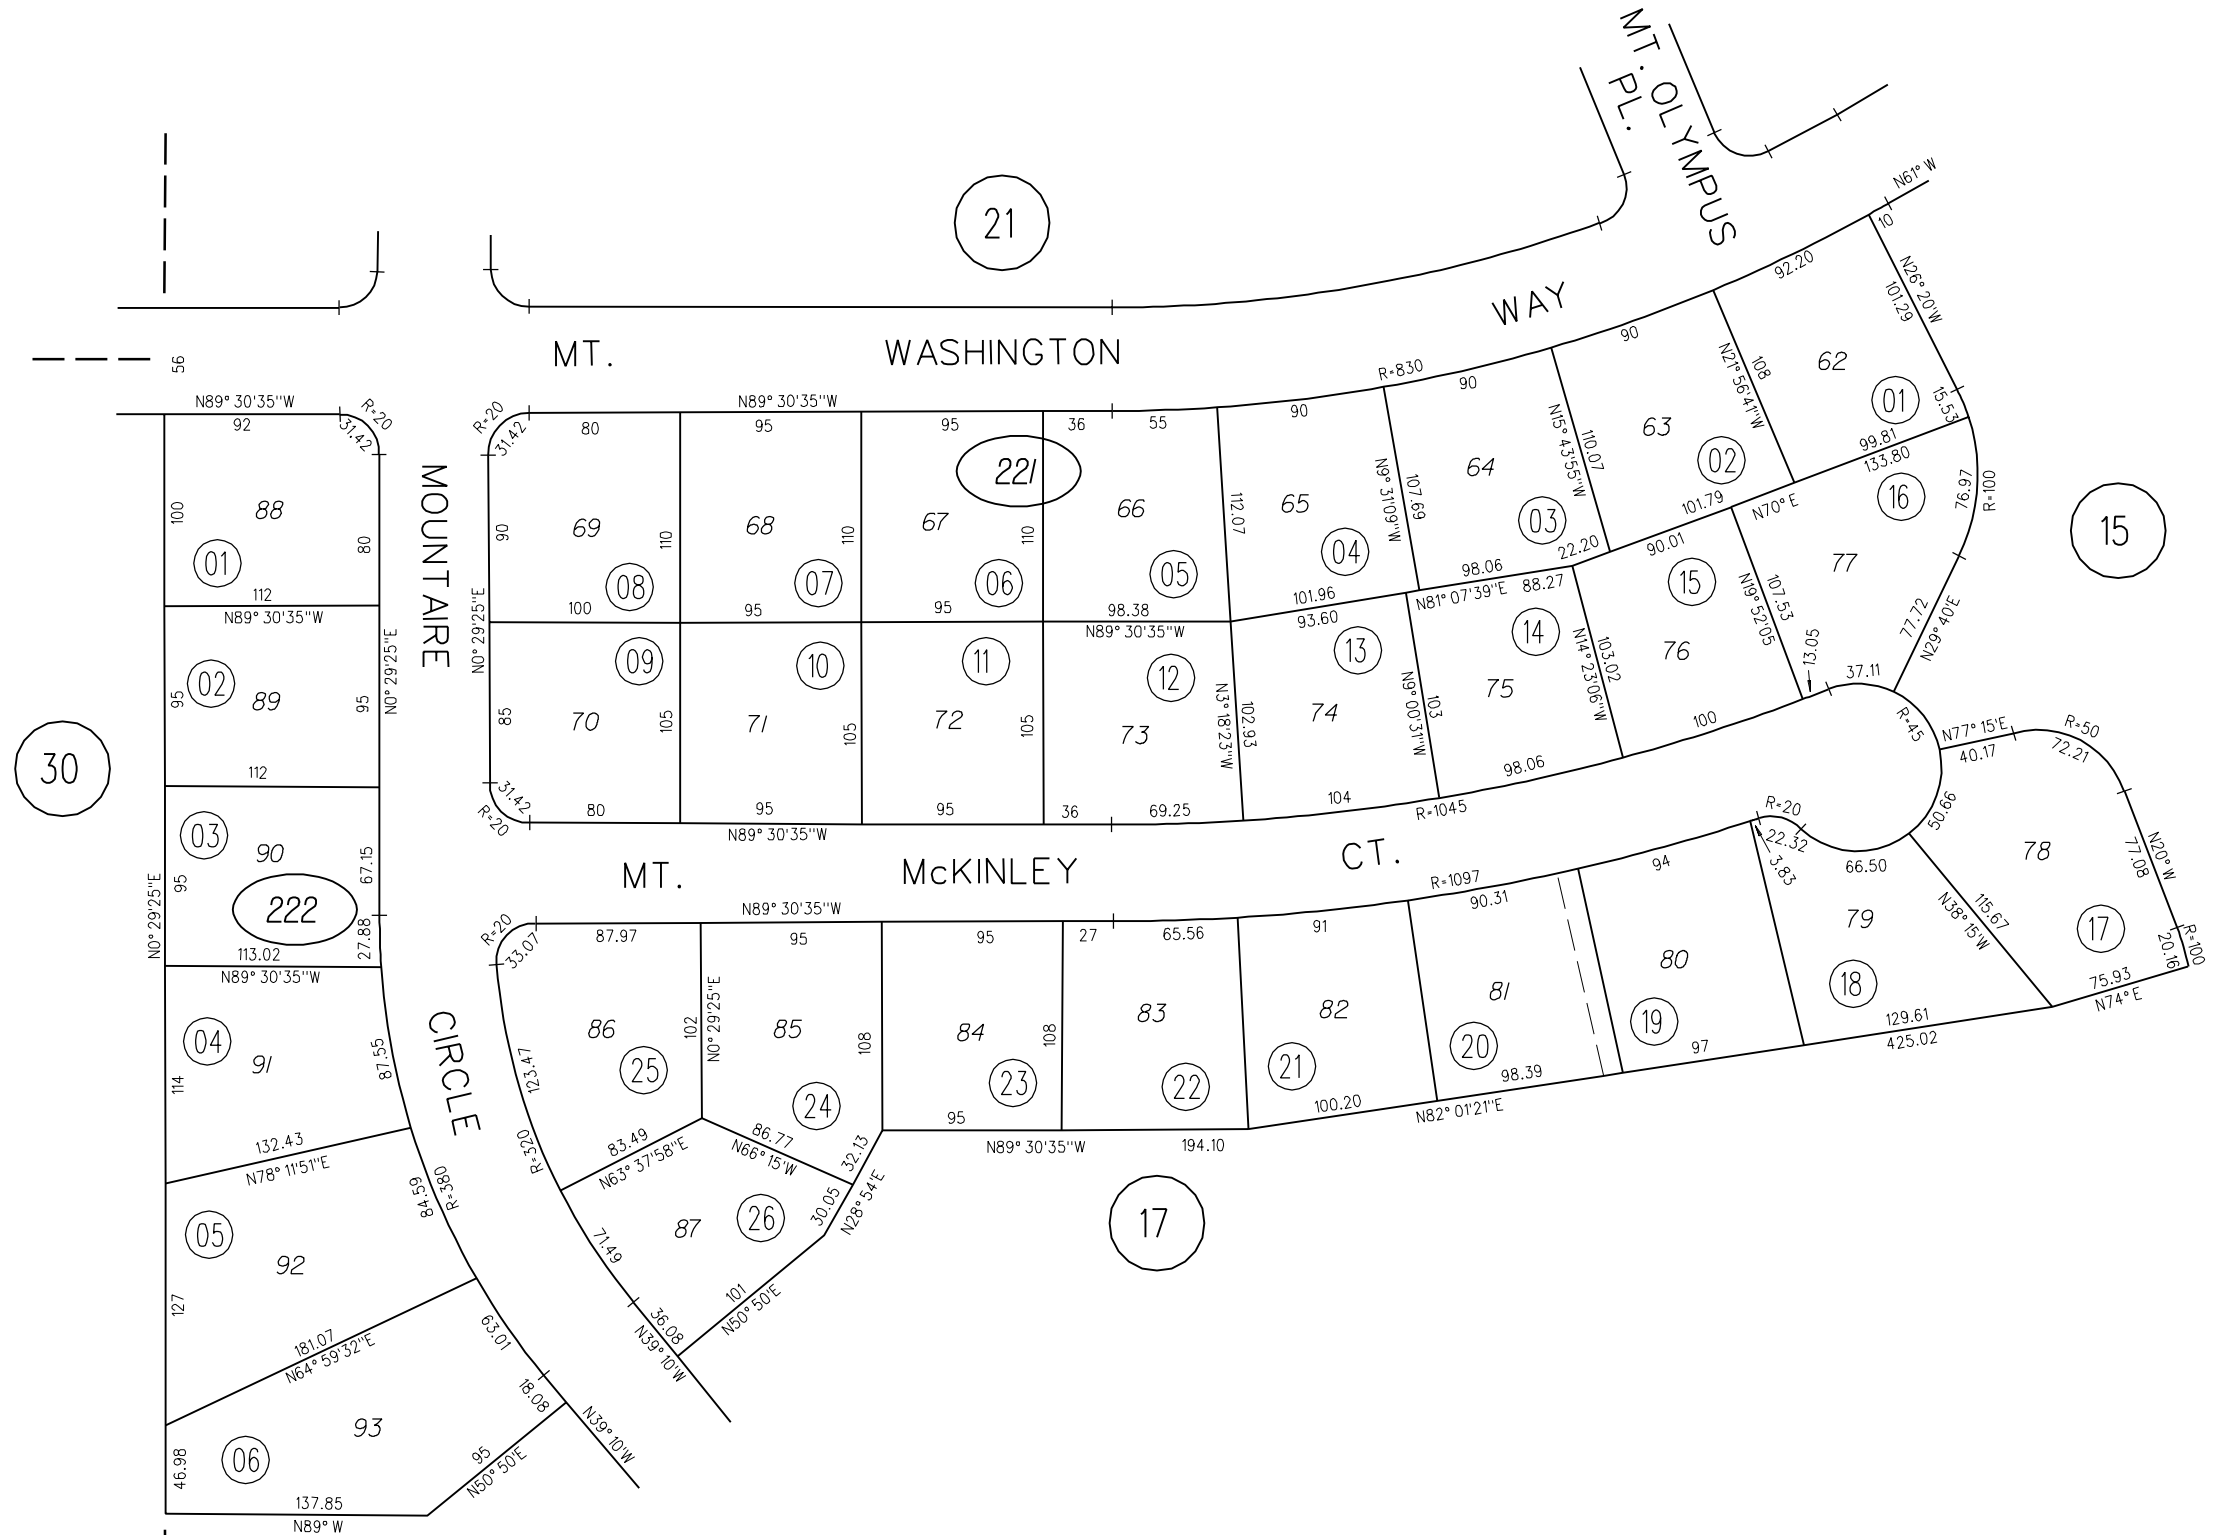 MT. OLYMPUS
PL.
21
N61° W
10
92.20
N26° 20'W
101.29
WAY
MT.
WASHINGTON
56
N89° 30'35''W
92
R=20
31.42
R=20
31.42
80
N89° 30'35''W
95
95
36
55
90
R=830
90
90
N21° 56'41''W
108
62
01
15.53
99.81
133.80
76.97
R=100
15
100
88
01
80
112
N89° 30'35''W
MOUNTAIRE
90
69
08
110
100
68
07
110
95
221
67
06
110
95
66
05
98.38
N89° 30'35''W
112.07
65
04
101.96
N9° 31'09''W
107.69
64
03
98.06
22.20
N15° 43'55''W
110.07
63
02
101.79
N70° E
16
77
77.72
N29° 40'E
95
02
89
95
N0° 29'25''E
112
N0° 29'25''E
85
09
70
105
10
71
105
11
72
105
12
73
N3° 18'23''W
102.93
93.60
13
74
N81° 07'39''E
88.27
14
75
N9° 00'31''W
103
90.01
15
76
N14° 23'06''W
103.02
N19° 52'05
107.53
13.05
37.11
R=45
N77° 15'E
40.17
R=50
72.21
31.42
R=20
80
95
95
36
69.25
104
98.06
100
R=1045
N89° 30'35''W
30
03
90
95
67.15
222
N0° 29'25''E
27.88
113.02
N89° 30'35''W
MT.
McKINLEY
CT.
R=20
22.32
3.83
66.50
50.66
78
N20° W
77.08
17
R=100
20.16
75.93
N74° E
R=20
33.07
N89° 30'35''W
87.97
95
95
27
65.56
91
R=1097
90.31
94
N38° 15'W
115.67
79
18
129.61
425.02
80
19
97
81
20
98.39
N82° 01'21''E
82
21
100.20
83
22
194.10
84
23
108
95
N89° 30'35''W
85
24
108
N0° 29'25''E
102
86
25
123.47
R=320
83.49
N63° 37'58''E
86.77
N66° 15'W
32.13
30.05
N28° 54'E
87
26
71.49
36.08
N39° 10'W
101
N50° 50'E
17
CIRCLE
04
91
114
87.55
132.43
N78° 11'51''E
84.59
R=380
05
92
127
181.07
N64° 59'32''E
63.01
18.08
N39° 10'W
93
06
46.98
95
N50° 50'E
137.85
N89° W